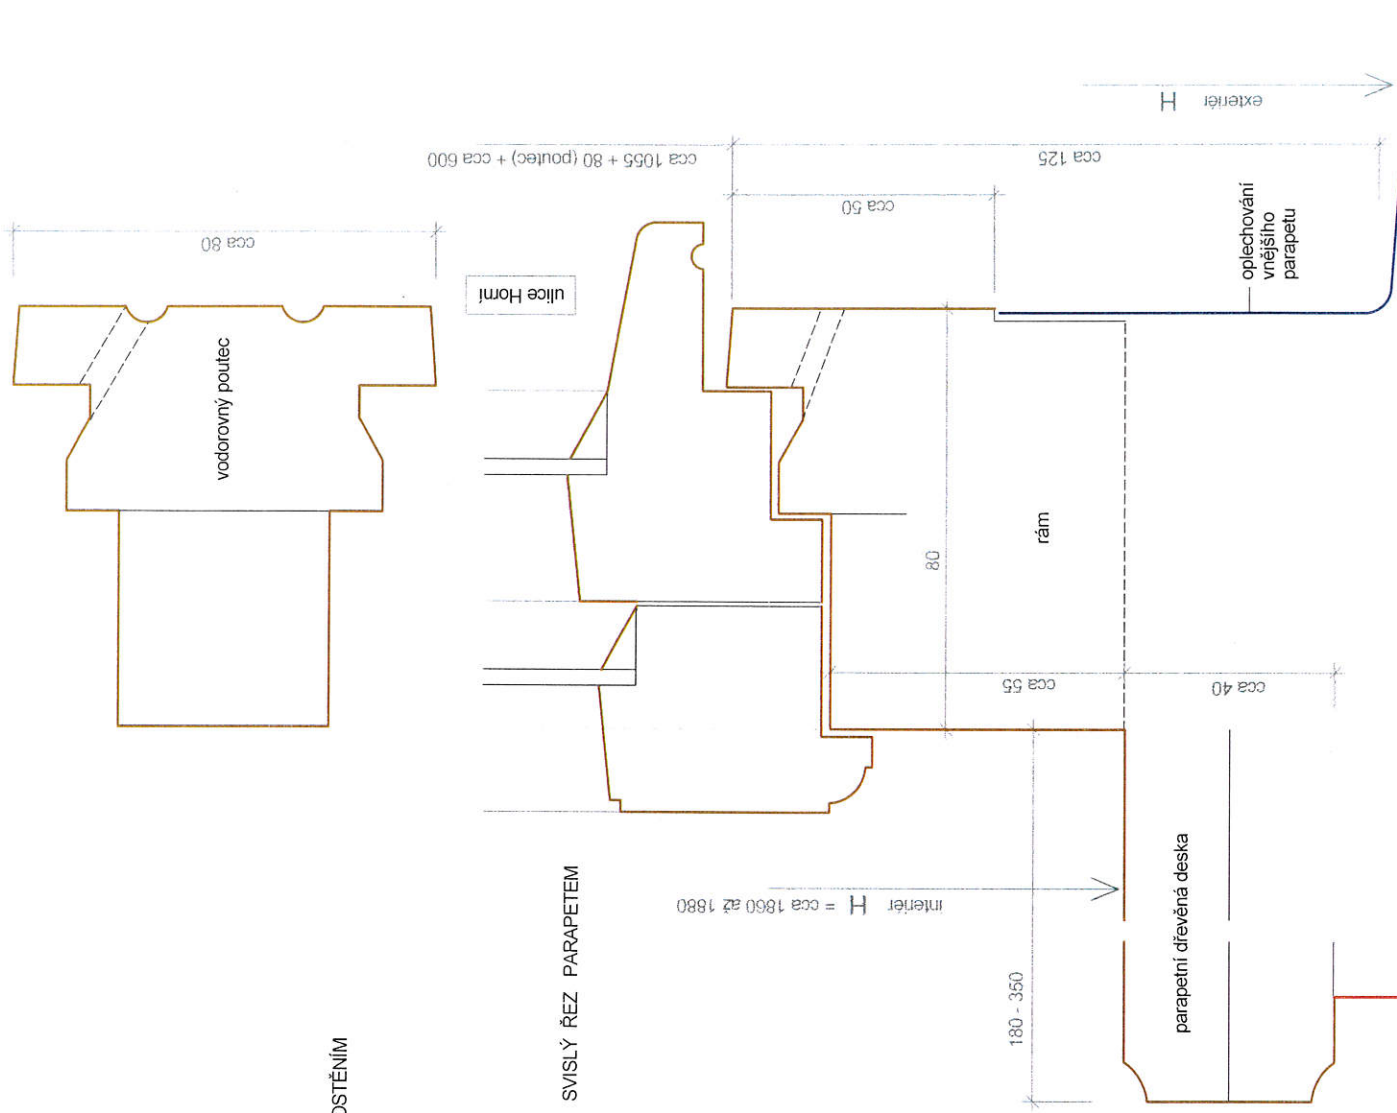 exteriér H
cca 1055 + 80 (poutec) + cca 600
cca 125
cca 50
cca 80
ulice Horní
oplechování
vnějšího
parapetu
vodorovný poutec
80
rám
cca 55
cca 40
interiér H = cca 1860 až 1880
SVISLÝ ŘEZ PARAPETEM
parapetní dřevěná deska
180 - 350
OSTĚNÍM